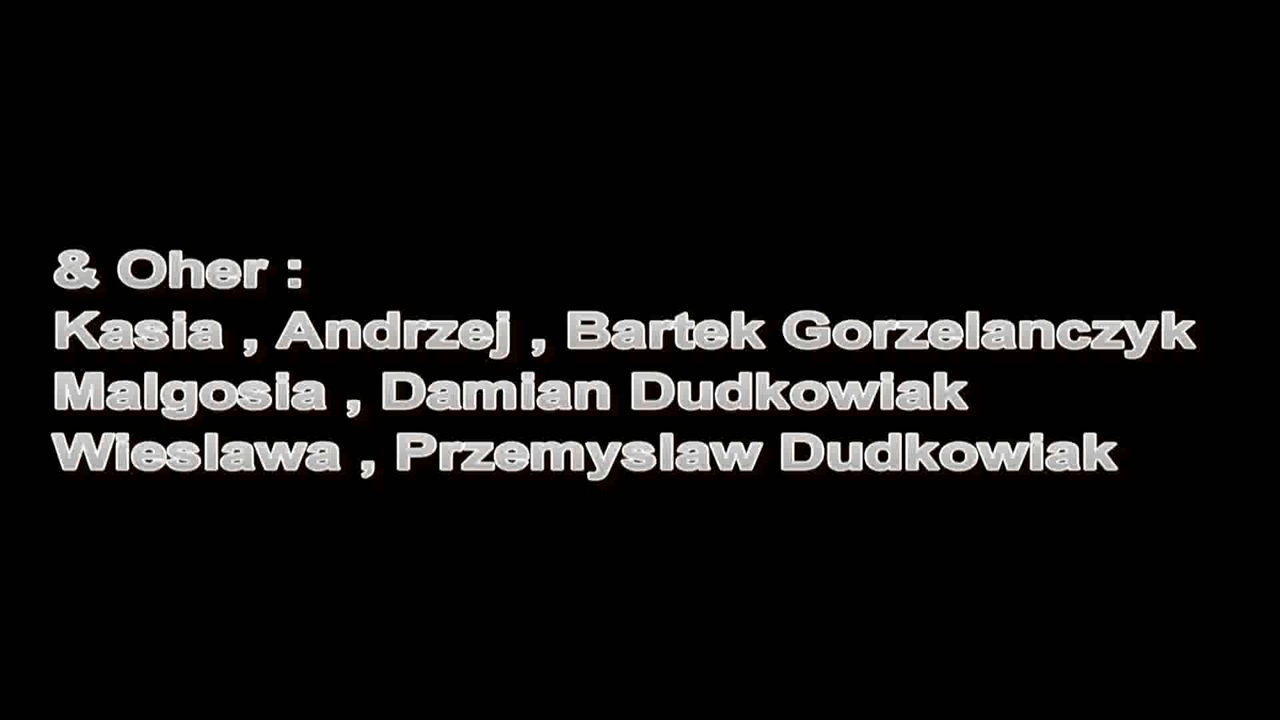 & Oher :
Kasia , Andrzej , Bartek Gorzelanczyk
Malgosia , Damian Dudkowiak
Wieslawa , Przemyslaw Dudkowiak